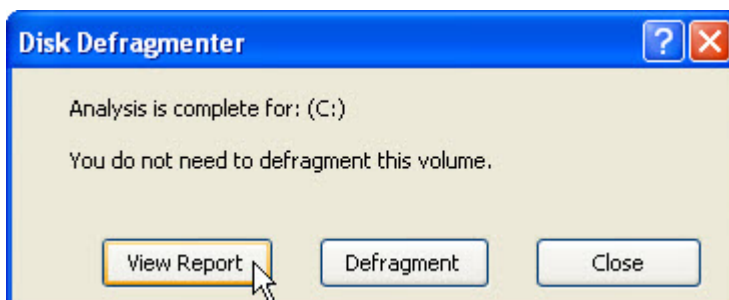 Disk Defragmenter
?
Analysis is complete for: (C:)
You do not need to defragment this volume.
View Report Defragment Close